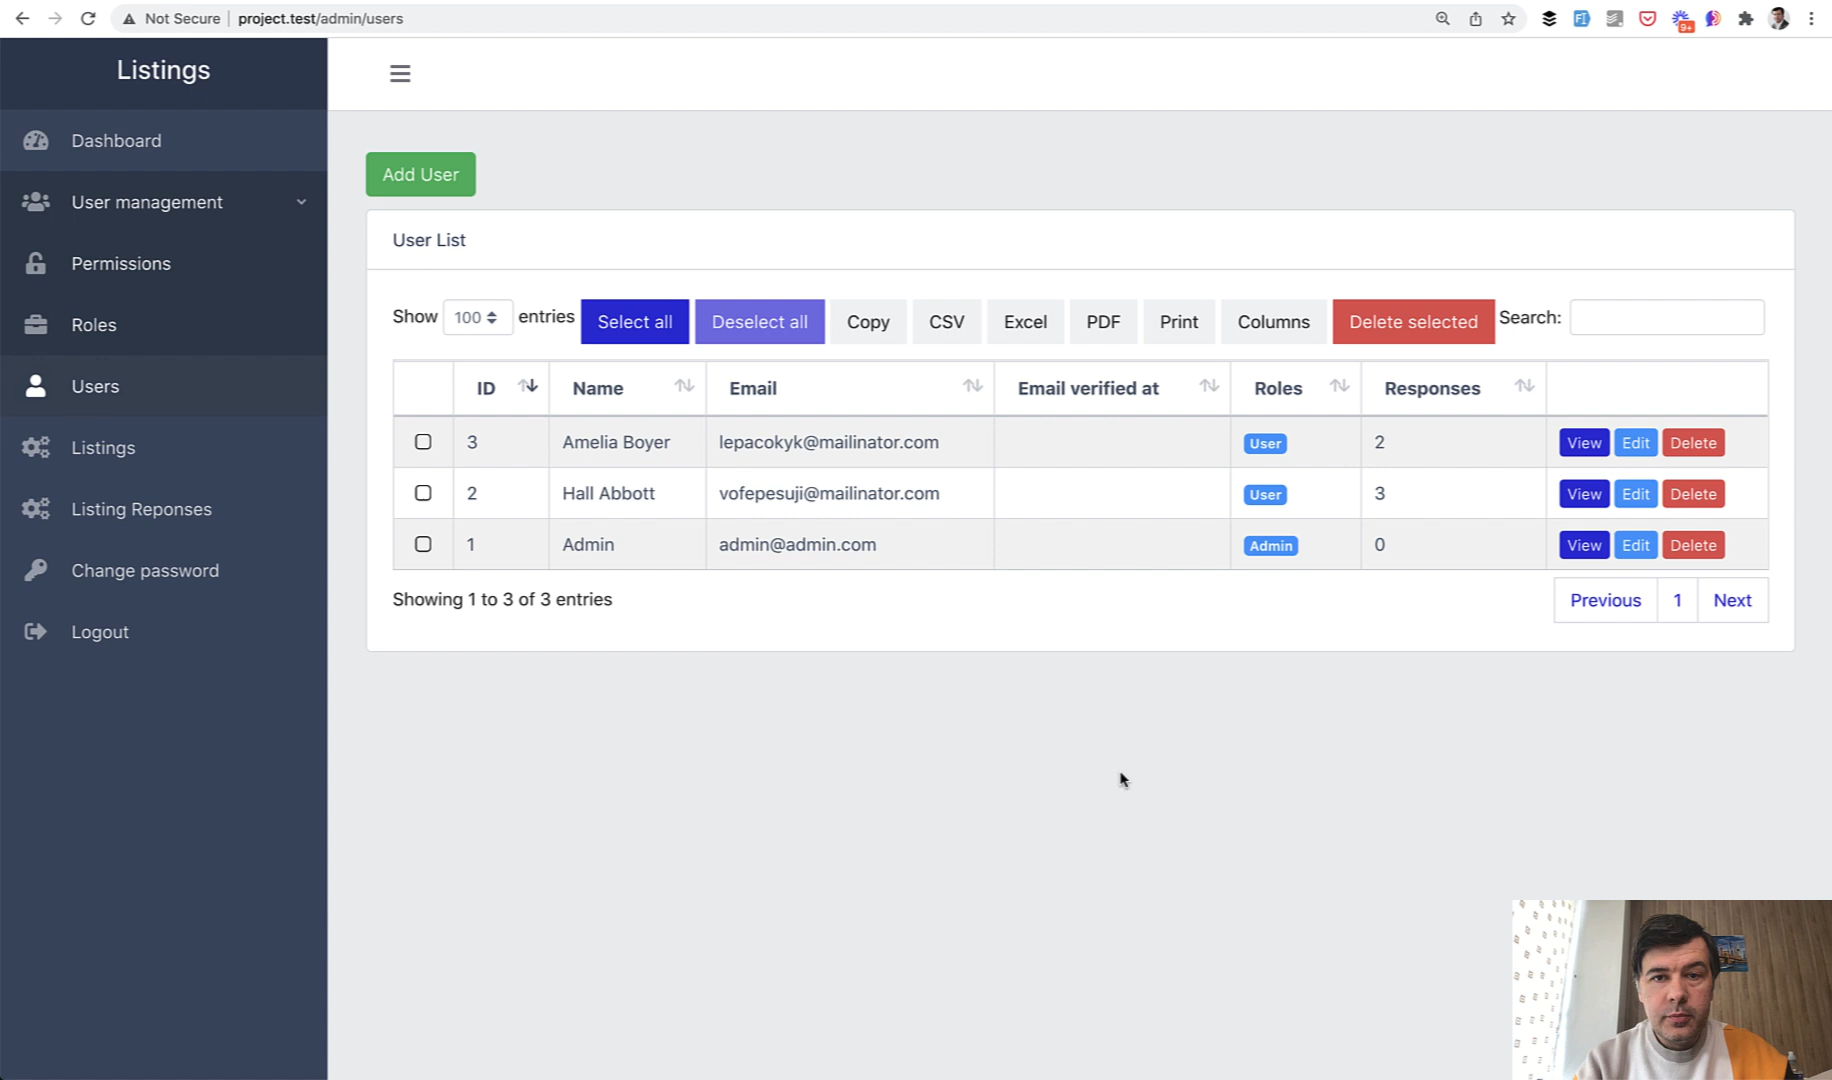 Not Secure project.test/admin/users
9+
Listings
Dashboard
User management
Permissions
Roles
Users
Listings
Listing Reponses
Change password
Logout
Add User
User List
Show 100 entries Select all Deselect all Copy CSV Excel PDF Print Columns Delete selected Search:
ID Name Email Email verified at Roles Responses
3 Amelia Boyer lepacokyk@mailinator.com User 2 View Edit Delete
2 Hall Abbott vofepesuji@mailinator.com User 3 View Edit Delete
1 Admin admin@admin.com Admin 0 View Edit Delete
Showing 1 to 3 of 3 entries
Previous 1 Next